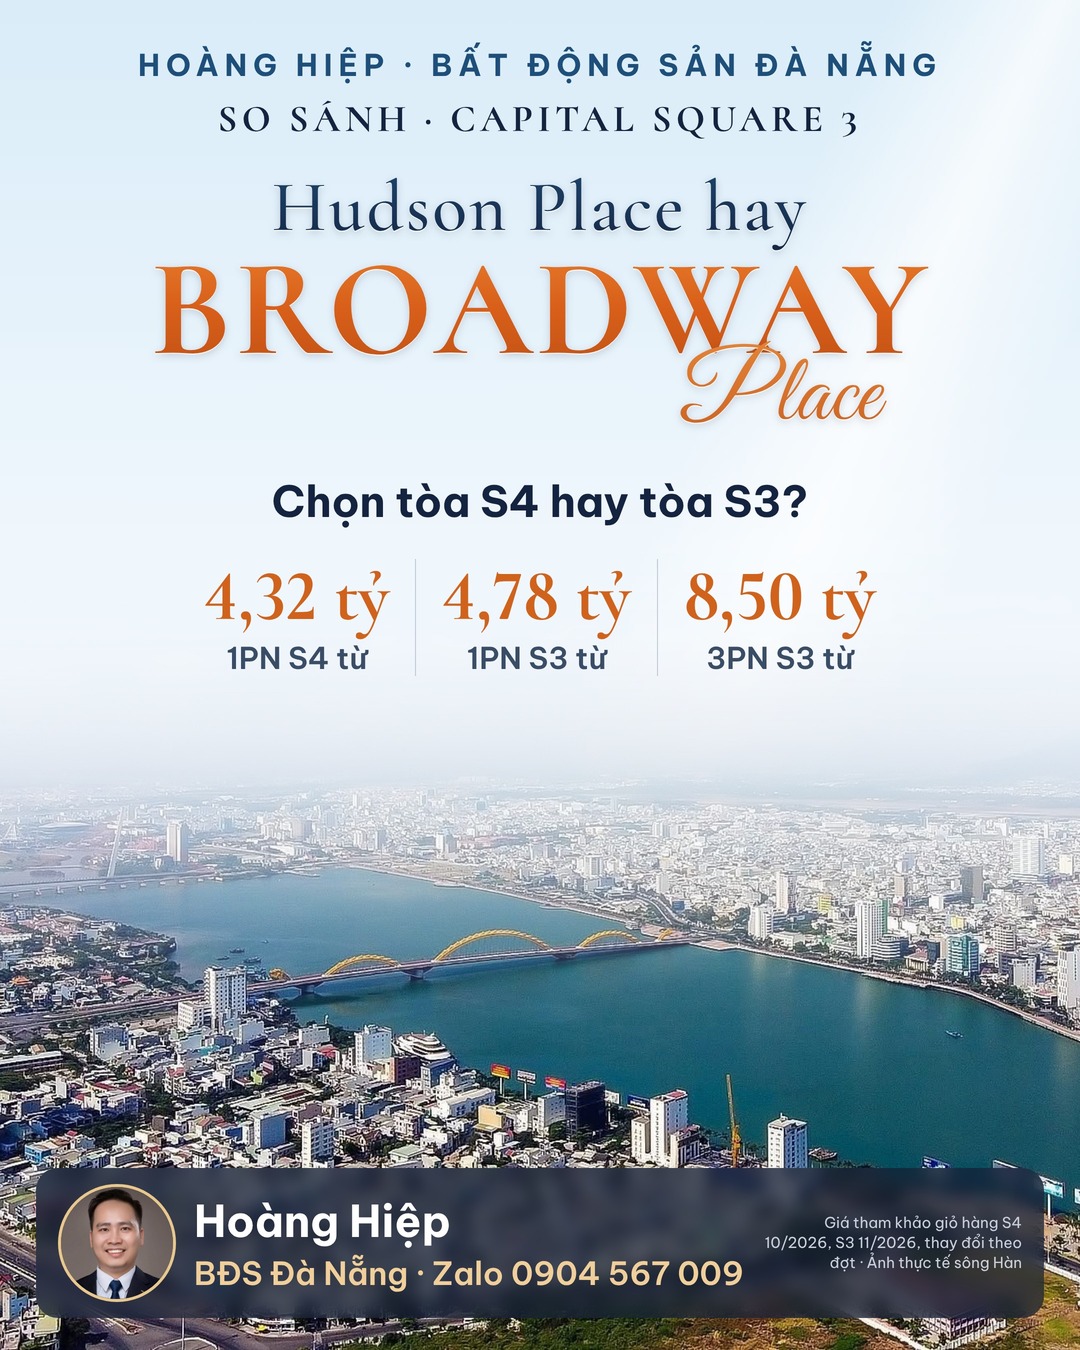 HOÀNG HIỆP · BẤT ĐỘNG SẢN ĐÀ NẴNG
SO SÁNH · CAPITAL SQUARE 3
Hudson Place hay
BROADWAY
Place
Chọn tòa S4 hay tòa S3?
4,32 tỷ
1PN S4 từ
4,78 tỷ
1PN S3 từ
8,50 tỷ
3PN S3 từ
Hoàng Hiệp
BĐS Đà Nẵng · Zalo 0904 567 009
Giá tham khảo giỏ hàng S4
10/2026, S3 11/2026, thay đổi theo
đợt · Ảnh thực tế sông Hàn